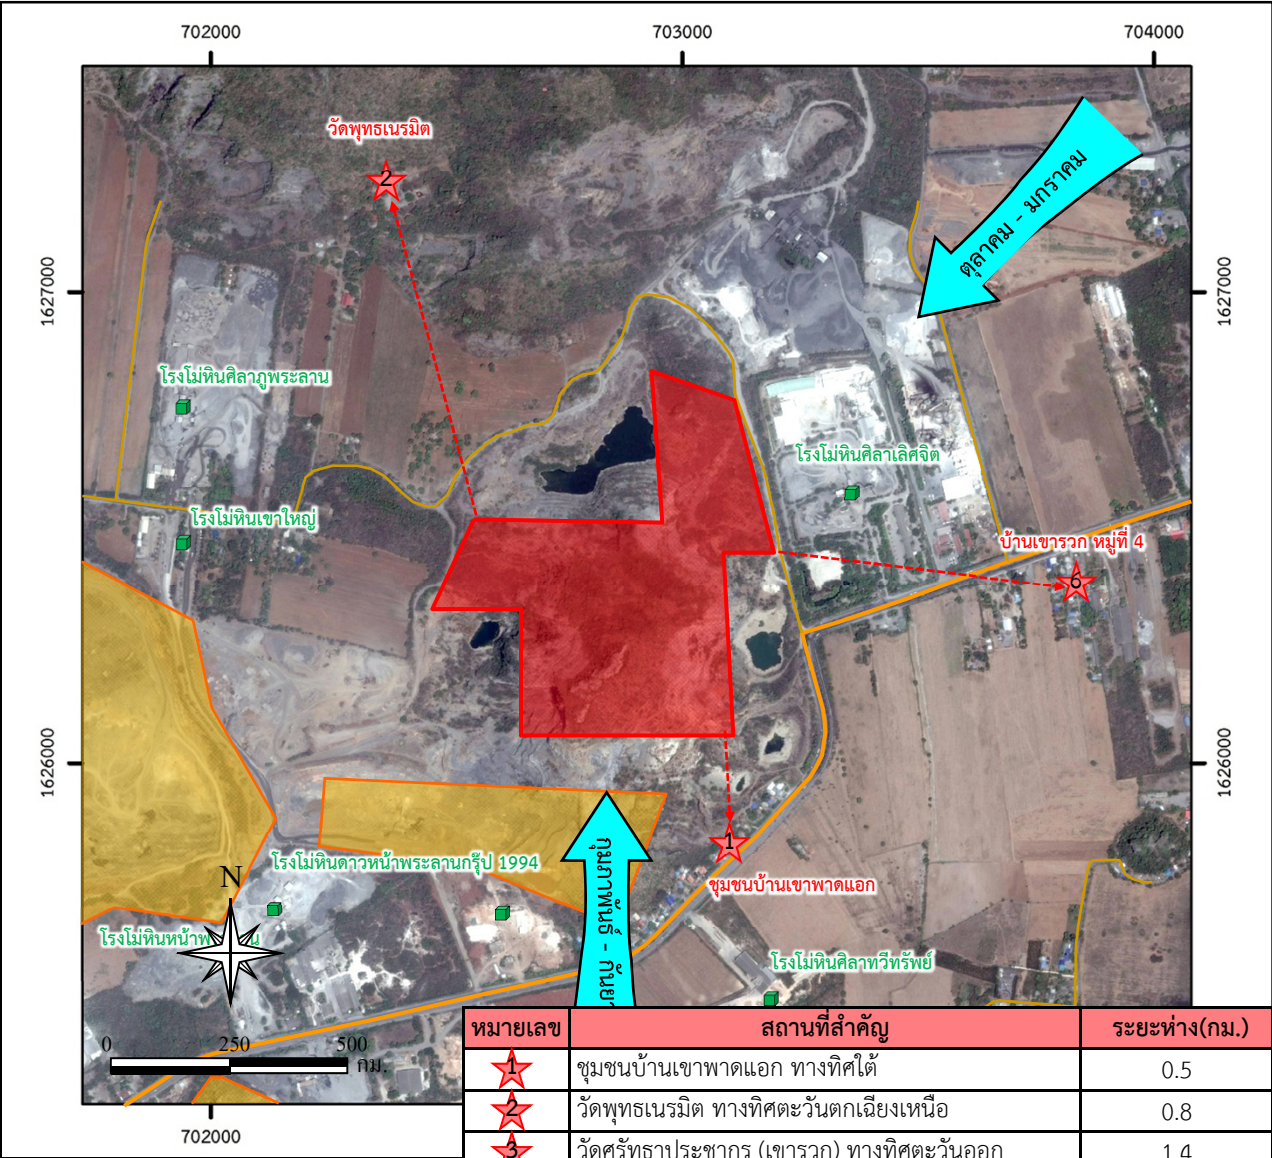 702000
703000
704000
วัดพุทธเนรมิต
2
ตุลาคม - มกราคม
1627000
1627000
โรงโม่หินศิลาภูพระลาน
โรงโม่หินศิลาเลิศจิต
โรงโม่หินเขาใหญ่
บ้านเขารวก หมู่ที่ 4
6
1626000
1626000
1
โรงโม่หินดาวหน้าพระลานกรุ๊ป 1994
ชุมชนบ้านเขาพาดแอก
กุมภาพันธ์ - กันย
N
โรงโม่หินหน้าพ
น
โรงโม่หินศิลาทวีทรัพย์
0 250 500
กม.
702000
หมายเลข สถานที่สำคัญ ระยะห่าง(กม.)
1 ชุมชนบ้านเขาพาดแอก ทางทิศใต้ 0.5
2 วัดพุทธเนรมิต ทางทิศตะวันตกเฉียงเหนือ 0.8
3 วัดศรัทธาประชากร (เขารวก) ทางทิศตะวันออก 1.4